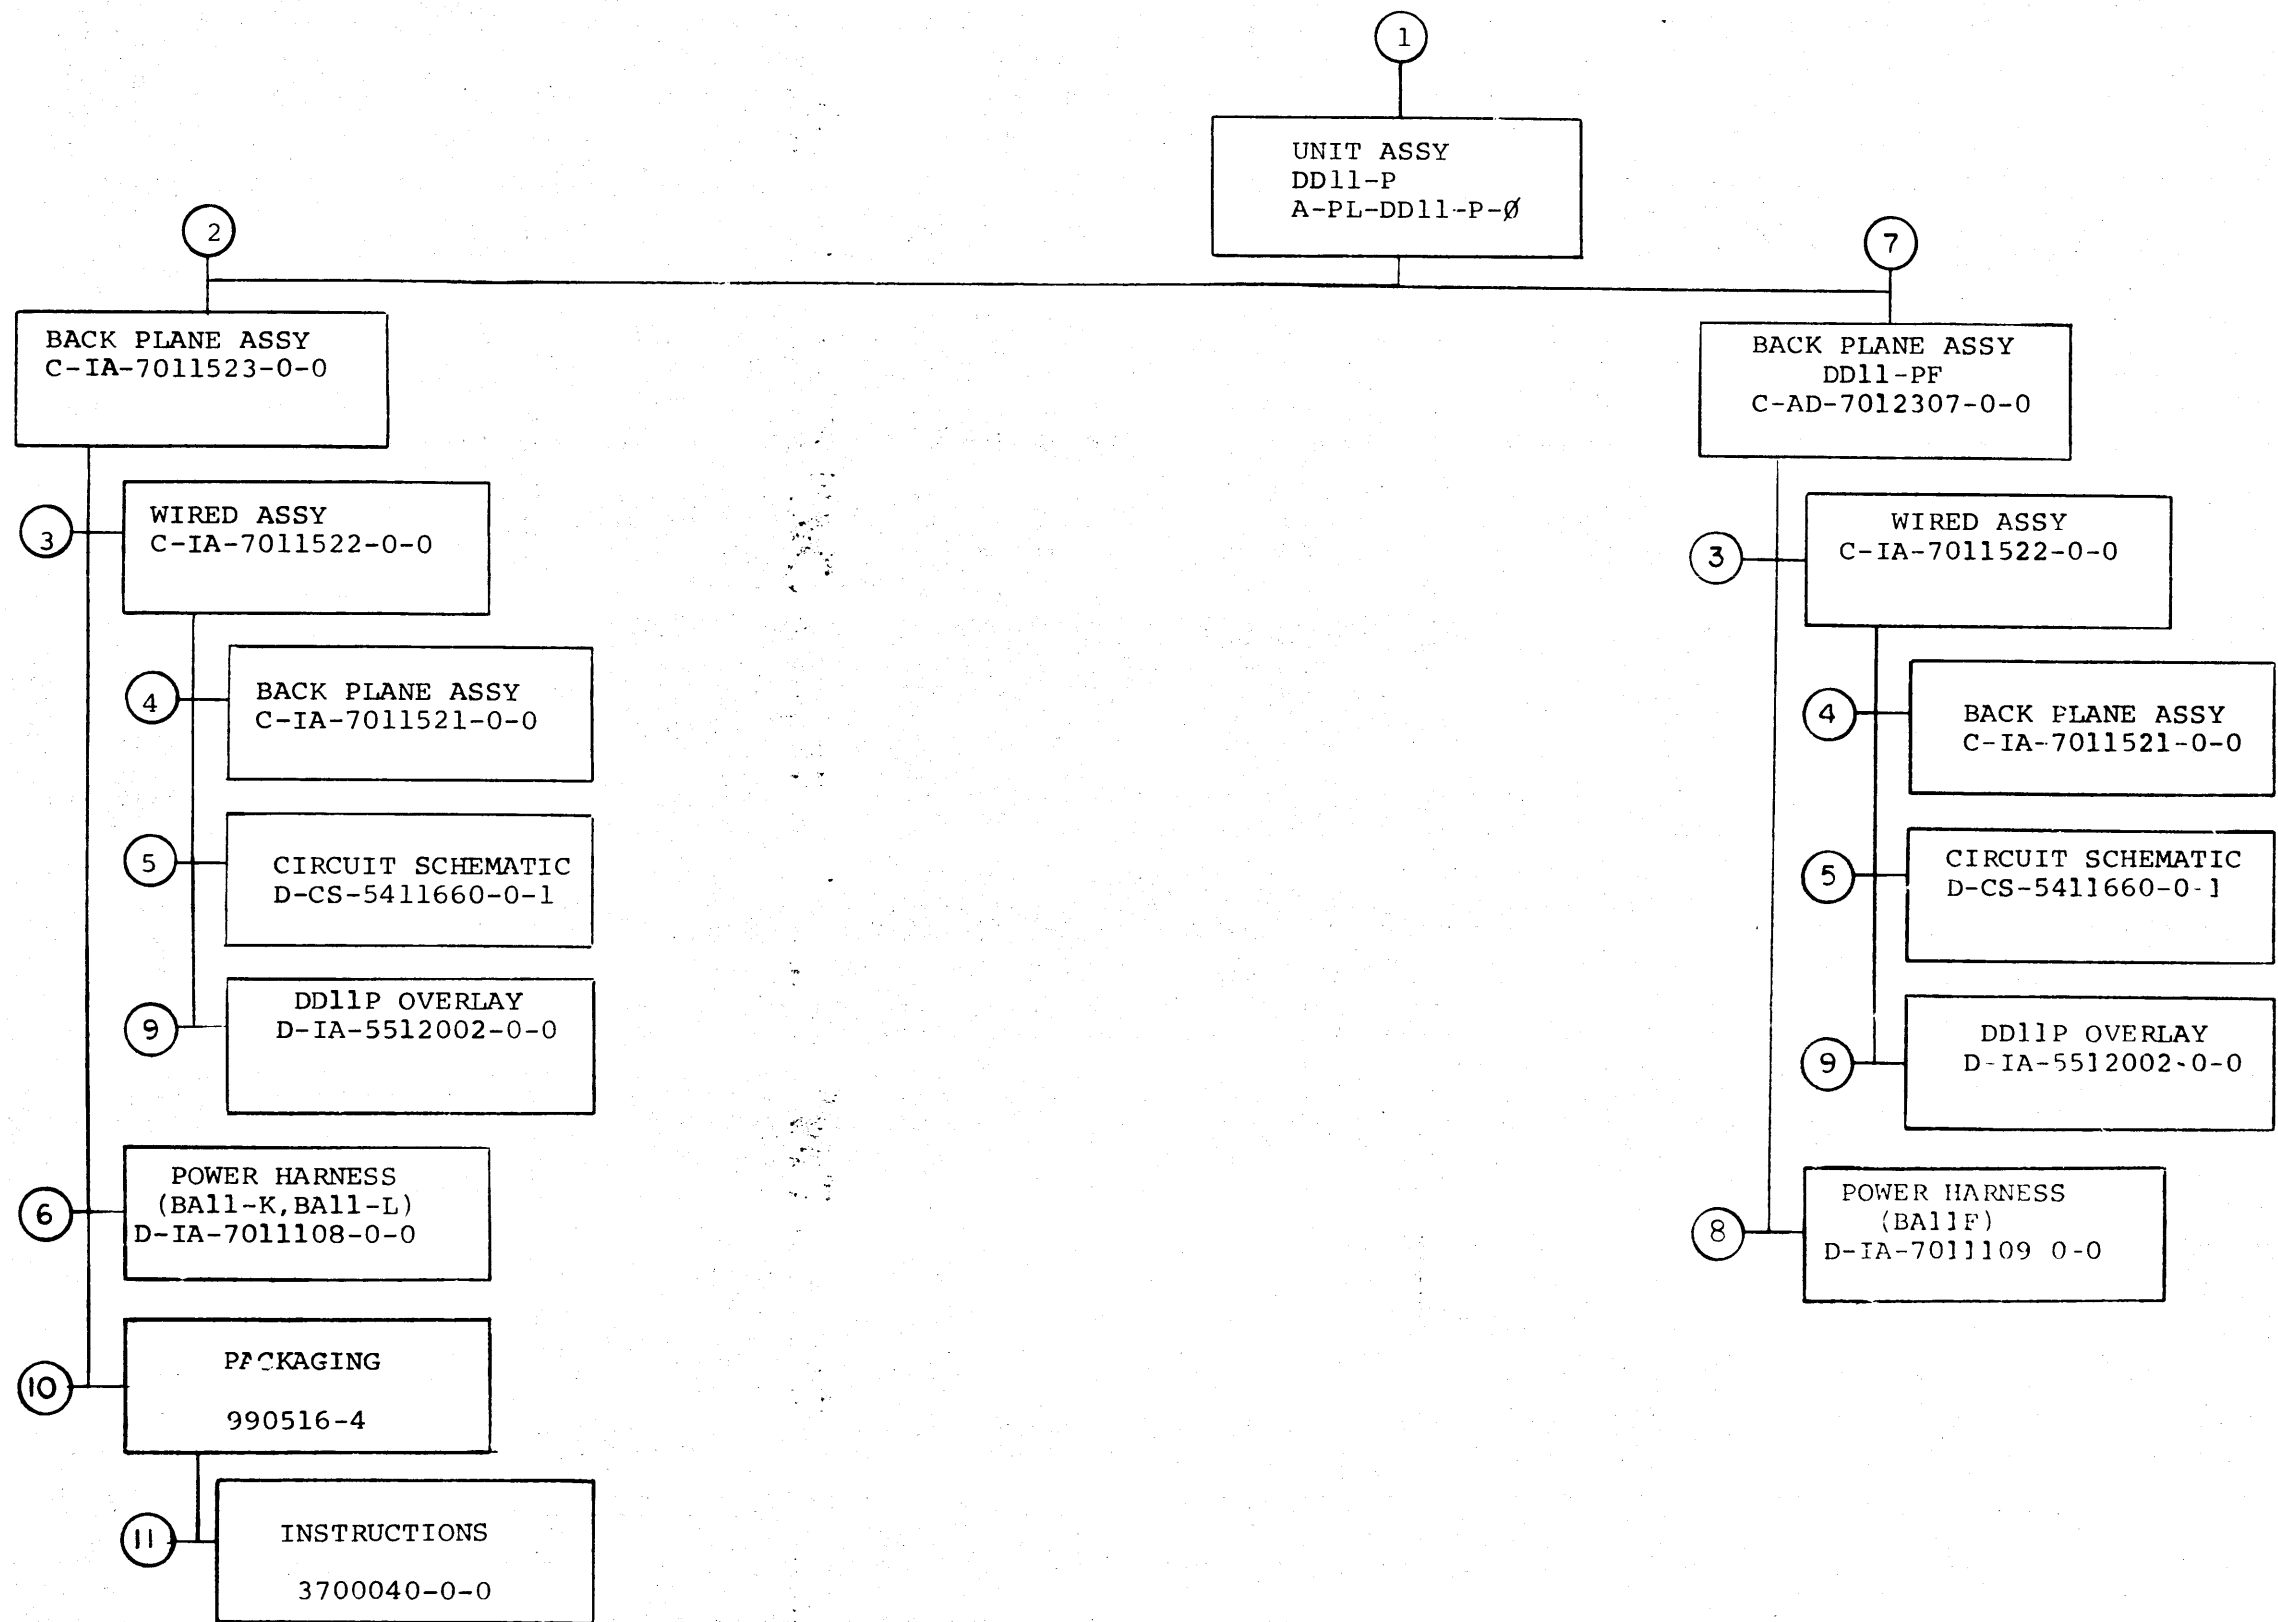 1
UNIT ASSY
DD11-P
A-PL-DD11-P-Ø
2
7
BACK PLANE ASSY
C-IA-7011523-0-0
BACK PLANE ASSY
DD11-PF
C-AD-7012307-0-0
3
WIRED ASSY
C-IA-7011522-0-0
3
WIRED ASSY
C-IA-7011522-0-0
4
BACK PLANE ASSY
C-IA-7011521-0-0
4
BACK PLANE ASSY
C-IA-7011521-0-0
5
CIRCUIT SCHEMATIC
D-CS-5411660-0-1
5
CIRCUIT SCHEMATIC
D-CS-5411660-0-1
9
DD11P OVERLAY
D-IA-5512002-0-0
9
DD11P OVERLAY
D-IA-5512002-0-0
6
POWER HARNESS
(BA11-K,BA11-L)
D-IA-7011108-0-0
8
POWER HARNESS
(BA11F)
D-IA-7011109 0-0
10
PACKAGING
990516-4
11
INSTRUCTIONS
3700040-0-0